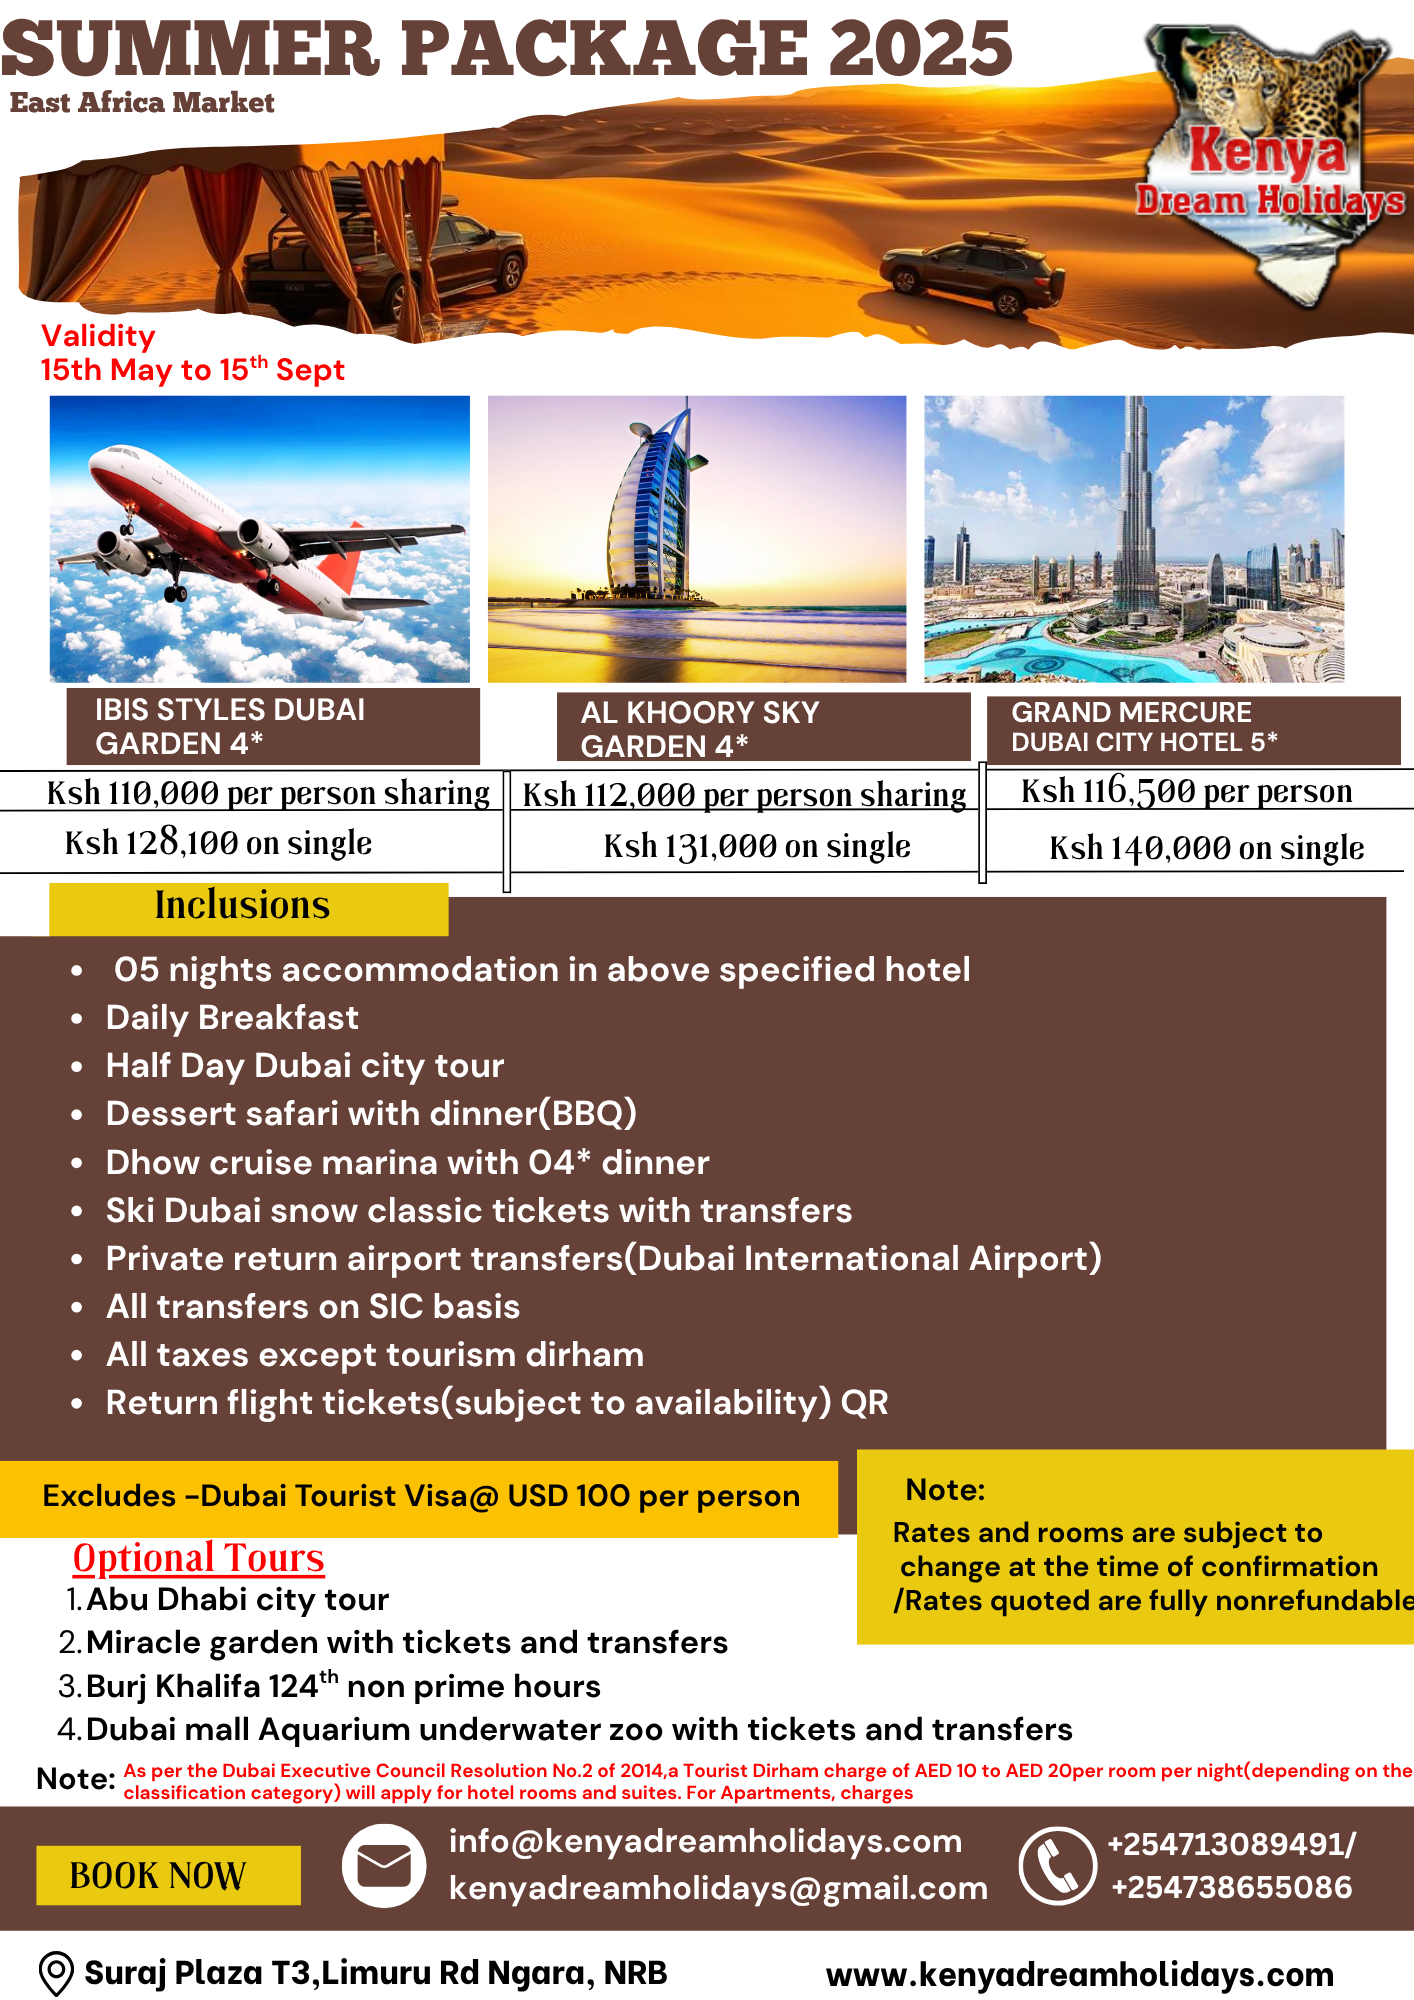 SUMMER PACKAGE 2025
East Africa Market
Kenya
Dream Holidays
Validity
15th May to 15th Sept
IBIS STYLES DUBAI
GARDEN 4*
AL KHOORY SKY
GARDEN 4*
GRAND MERCURE
DUBAI CITY HOTEL 5*
Ksh 110,000 per person sharing
Ksh 112,000 per person sharing
Ksh 116,500 per person
Ksh 128,100 on single
Ksh 131,000 on single
Ksh 140,000 on single
Inclusions
• 05 nights accommodation in above specified hotel
• Daily Breakfast
• Half Day Dubai city tour
• Dessert safari with dinner(BBQ)
• Dhow cruise marina with 04* dinner
• Ski Dubai snow classic tickets with transfers
• Private return airport transfers(Dubai International Airport)
• All transfers on SIC basis
• All taxes except tourism dirham
• Return flight tickets(subject to availability) QR
Excludes -Dubai Tourist Visa@ USD 100 per person
Note:
Rates and rooms are subject to
change at the time of confirmation
/Rates quoted are fully nonrefundable
Optional Tours
1. Abu Dhabi city tour
2. Miracle garden with tickets and transfers
3. Burj Khalifa 124th non prime hours
4. Dubai mall Aquarium underwater zoo with tickets and transfers
Note: As per the Dubai Executive Council Resolution No.2 of 2014,a Tourist Dirham charge of AED 10 to AED 20per room per night(depending on the
classification category) will apply for hotel rooms and suites. For Apartments, charges
BOOK NOW
info@kenyadreamholidays.com
kenyadreamholidays@gmail.com
+254713089491/
+254738655086
Suraj Plaza T3,Limuru Rd Ngara, NRB
www.kenyadreamholidays.com